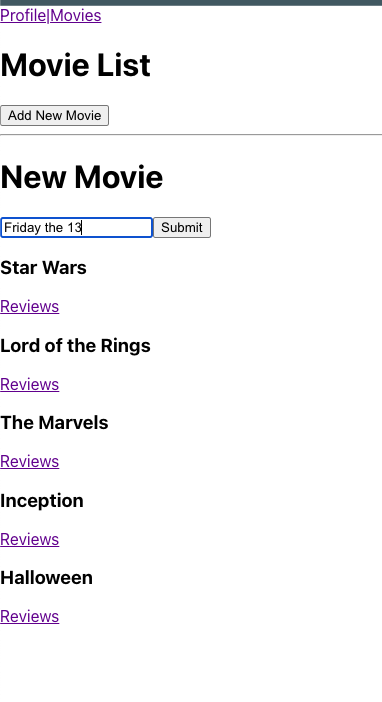 Profile|Movies
Movie List
Add New Movie
New Movie
Friday the 13 Submit
Star Wars
Reviews
Lord of the Rings
Reviews
The Marvels
Reviews
Inception
Reviews
Halloween
Reviews